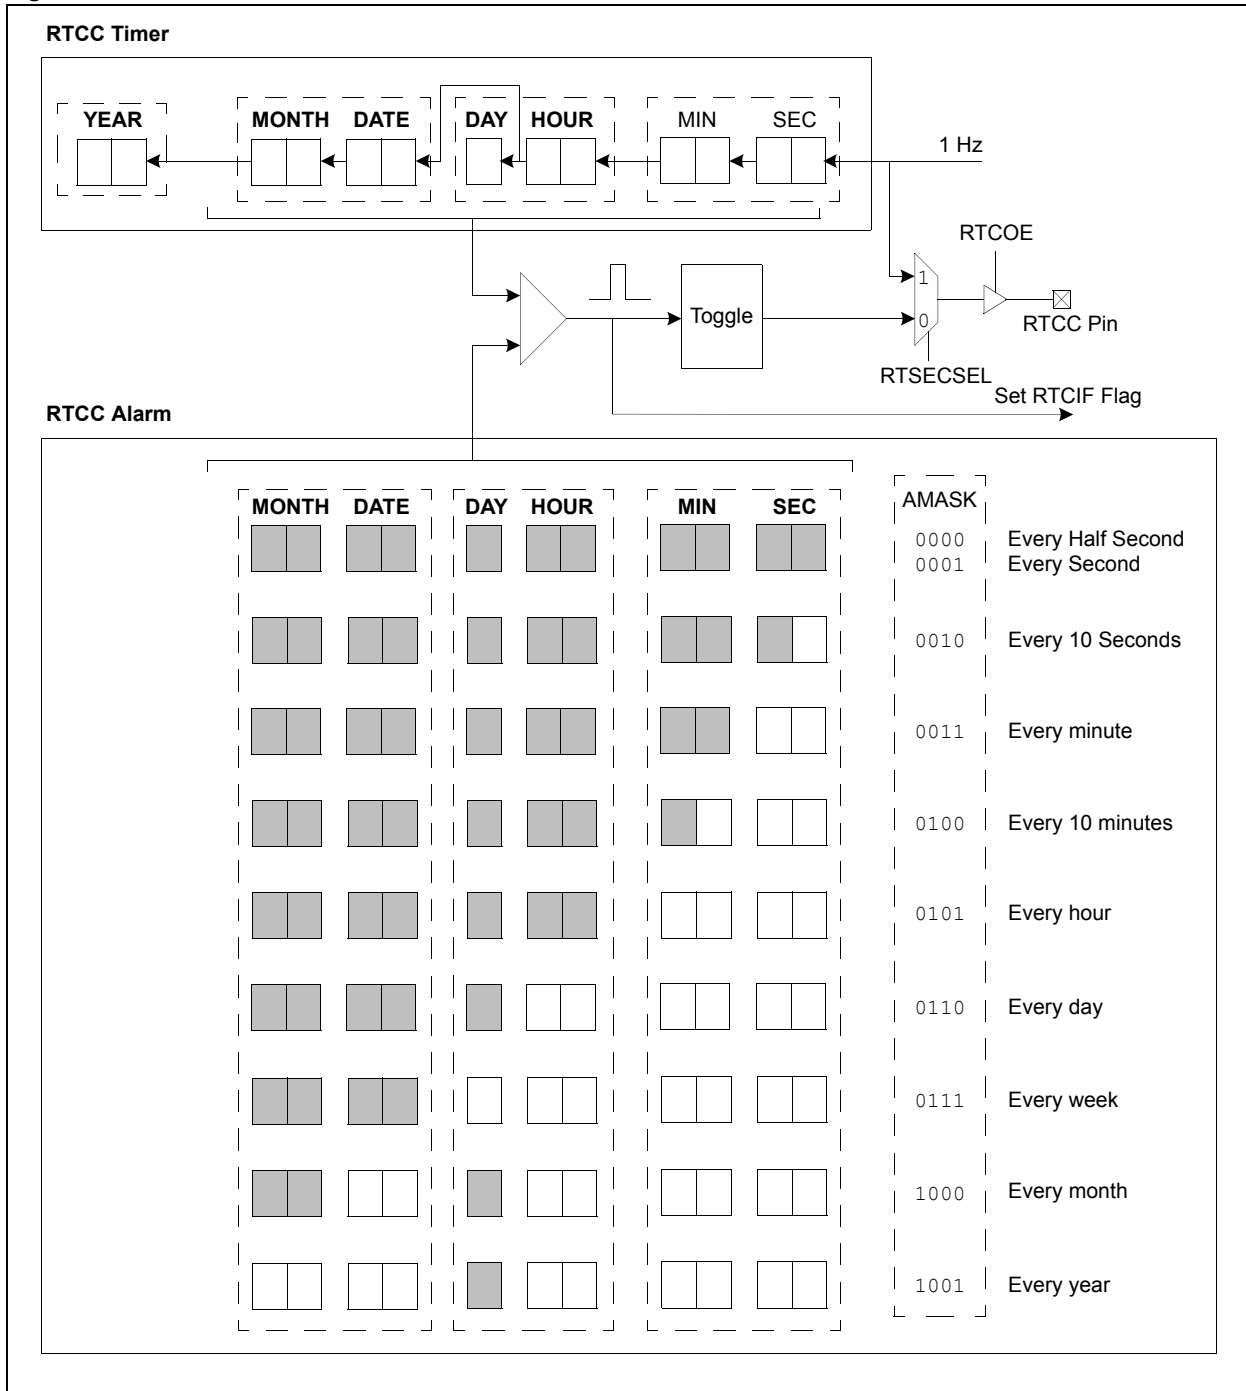 RTCC Timer
YEAR MONTH DATE DAY HOUR MIN SEC
1 Hz
RTCOE
1
Toggle
0
RTCC Pin
RTSECSEL
Set RTCIF Flag
RTCC Alarm
MONTH DATE DAY HOUR MIN SEC AMASK
0000 Every Half Second
0001 Every Second
0010 Every 10 Seconds
0011 Every minute
0100 Every 10 minutes
0101 Every hour
0110 Every day
0111 Every week
1000 Every month
1001 Every year